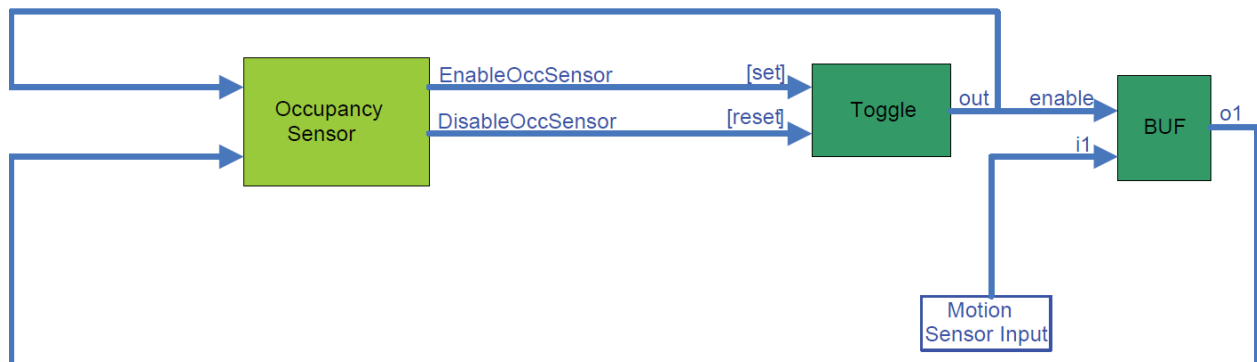 EnableOccSensor
[set]
Occupancy
Sensor
DisableOccSensor
[reset]
Toggle
out
enable
BUF
o1
i1
Motion
Sensor Input